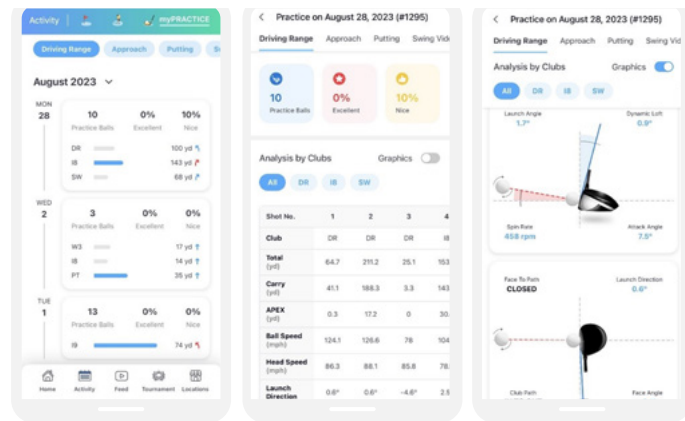 Activity myPRACTICE
Driving Range Approach Putting
August 2023
MON
28
10 0% 10%
Practice Balls Excellent Nice
DR 100 yd
I8 143 yd
SW 68 yd
WED
2
3 0% 0%
Practice Balls Excellent Nice
W3 17 yd
I8 14 yd
PT 35 yd
TUE
1
13 0% 0%
Practice Balls Excellent Nice
I9 74 yd
Home Activity Feed Tournament Locations
Practice on August 28, 2023 (#1295)
Driving Range Approach Putting Swing Vid
10 0% 10%
Practice Balls Excellent Nice
Analysis by Clubs Graphics
All DR I8 SW
Shot No. 1 2 3 4
Club DR DR DR I8
Total 64.7 211.2 25.1 153
(yd)
Carry 41.1 188.3 3.3 143
(yd)
APEX 0.3 17.2 0 30.
(yd)
Ball Speed 124.1 126.6 78 104
(mph)
Head Speed 86.3 88.1 85.8 78.
(mph)
Launch 0.6° 0.6° -4.6° 2.5
Direction
Practice on August 28, 2023 (#1295)
Driving Range Approach Putting Swing Vid
Analysis by Clubs Graphics
All DR I8 SW
Launch Angle Dynamic Loft
1.7° 0.9°
Spin Rate Attack Angle
458 rpm 7.5°
Face To Path Launch Direction
CLOSED 0.6°
Club Path Face Angle